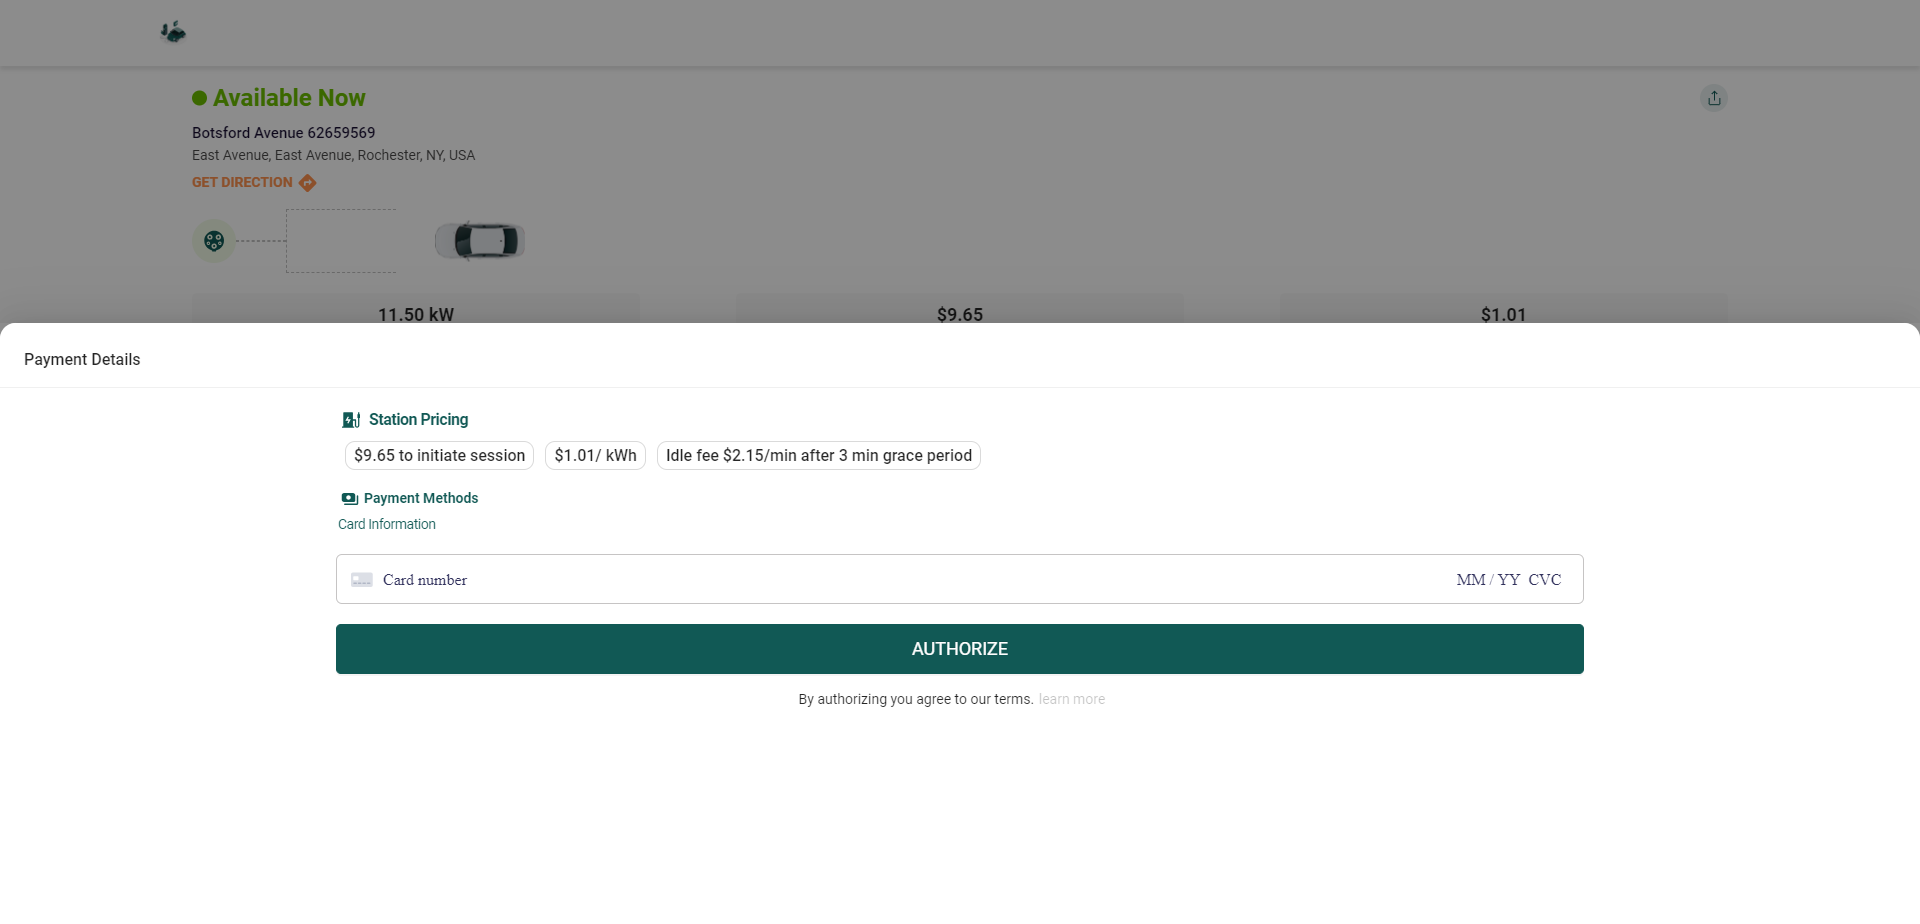 Available Now
Botsford Avenue 62659569
East Avenue, East Avenue, Rochester, NY, USA
GET DIRECTION
11.50 kW $9.65 $1.01
Payment Details
Station Pricing
$9.65 to initiate session $1.01/ kWh Idle fee $2.15/min after 3 min grace period
Payment Methods
Card Information
Card number MM / YY CVC
AUTHORIZE
By authorizing you agree to our terms. learn more